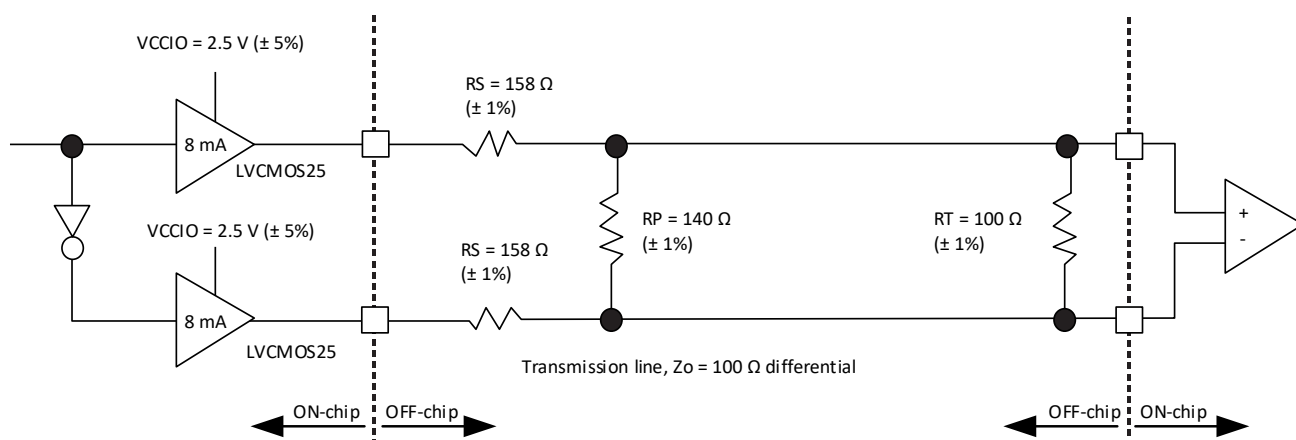 VCCIO = 2.5 V (± 5%)
8 mA
LVCMOS25
RS = 158 Ω
(± 1%)
VCCIO = 2.5 V (± 5%)
8 mA
LVCMOS25
RS = 158 Ω
(± 1%)
RP = 140 Ω
(± 1%)
RT = 100 Ω
(± 1%)
+
-
Transmission line, Zo = 100 Ω differential
ON-chip
OFF-chip
OFF-chip
ON-chip